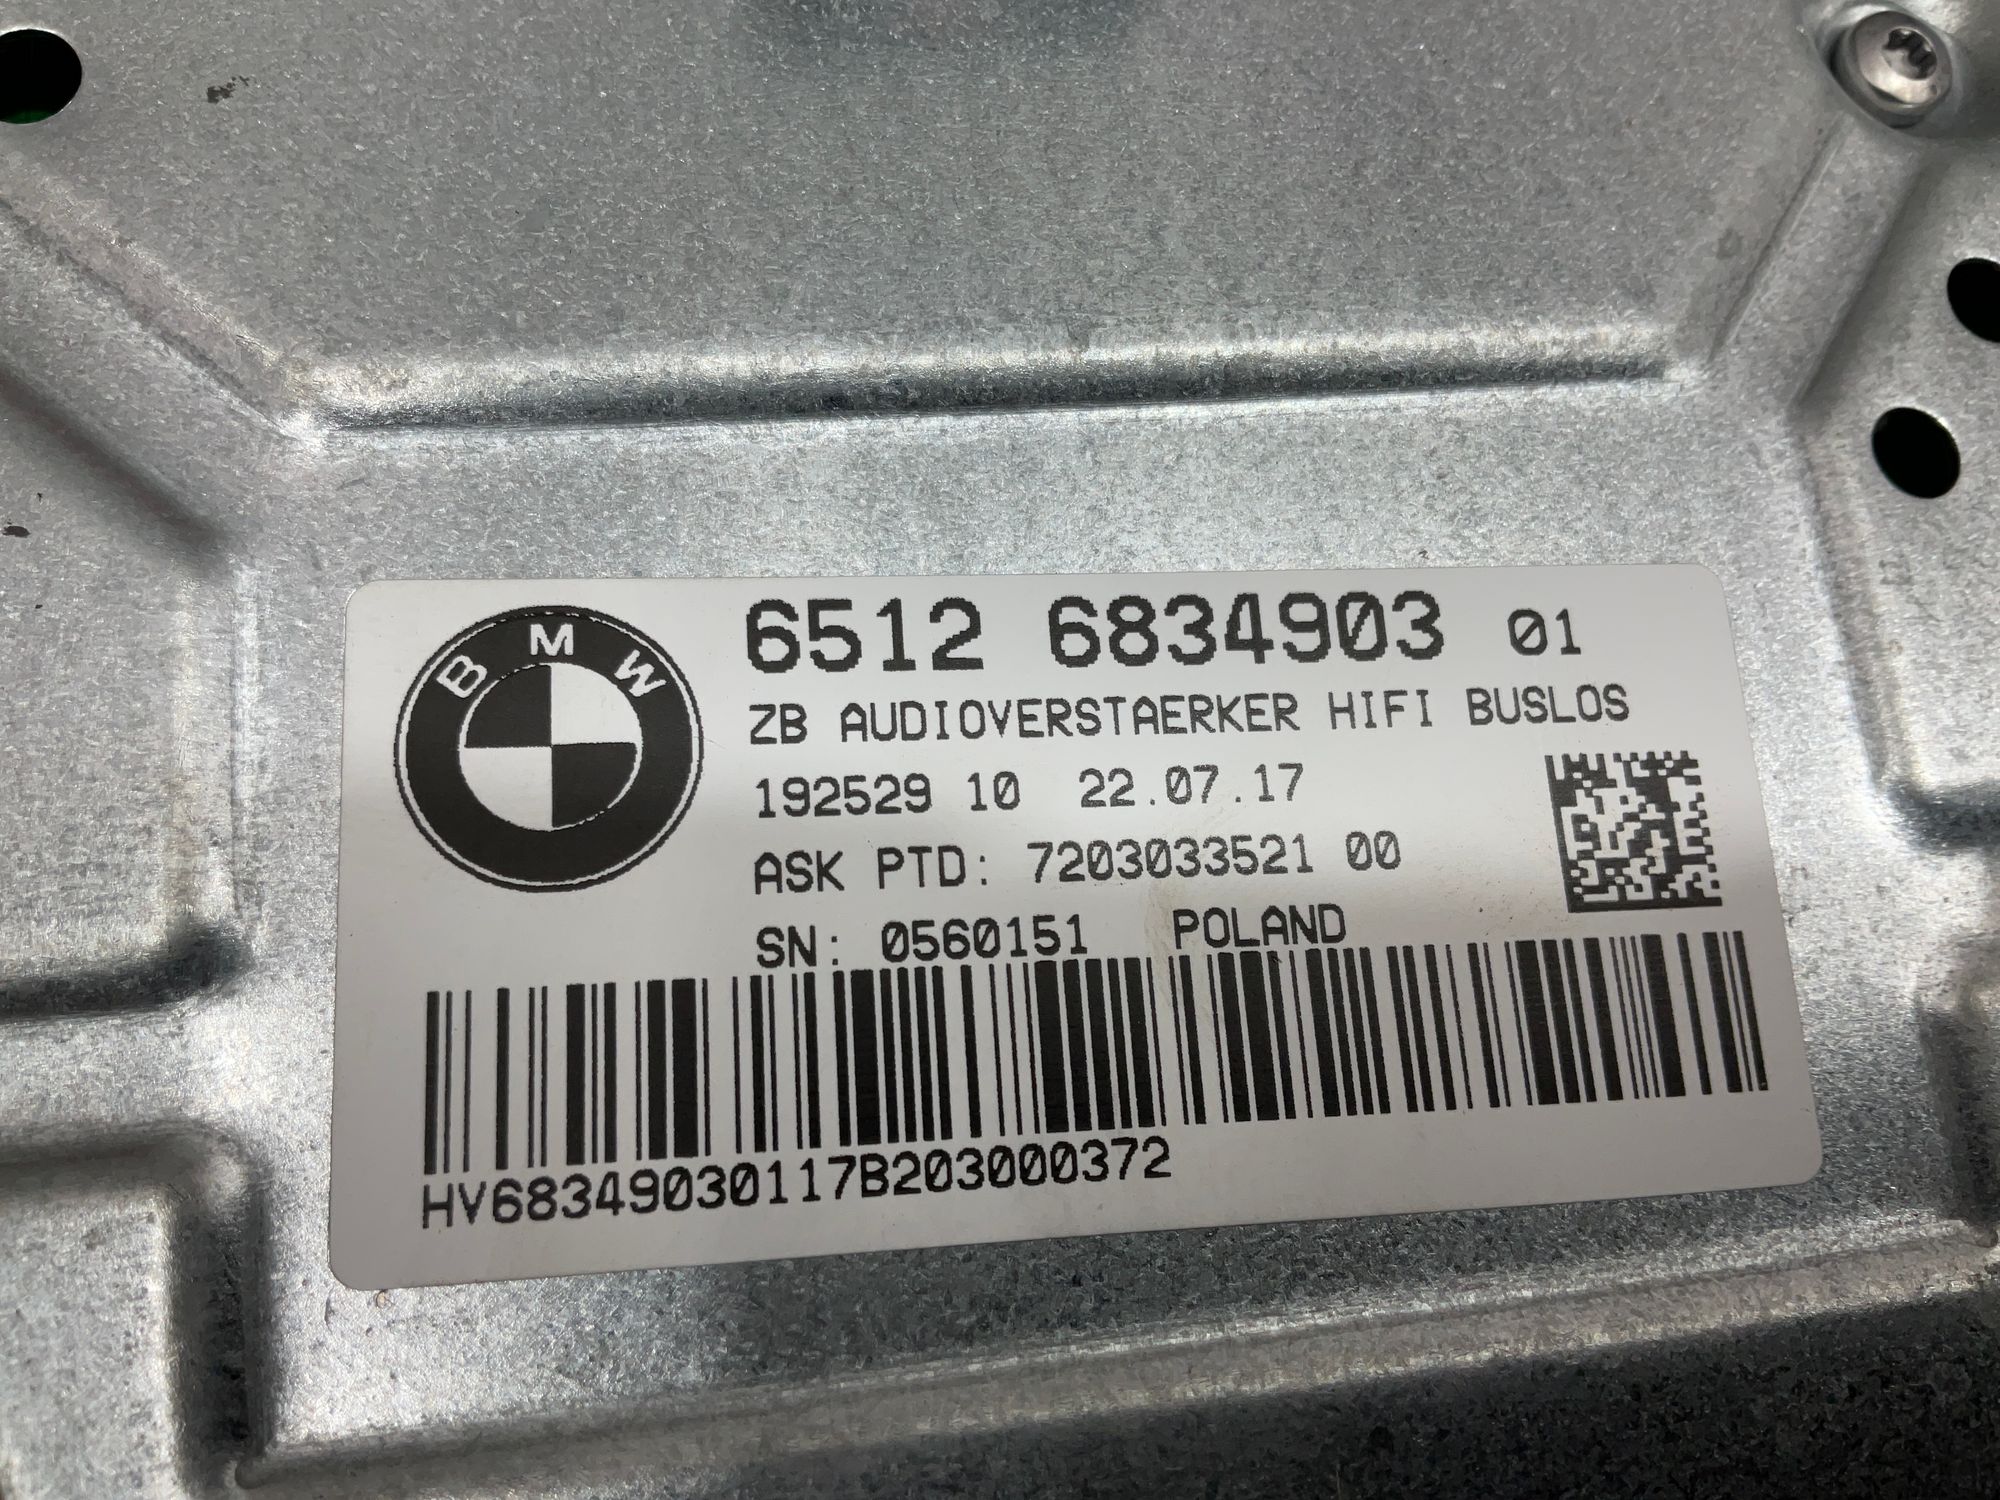 BMW
6512 6834903 01
ZB AUDIOVERSTAERKER HIFI BUSLOS
192529 10 22.07.17
ASK PTD: 7203033521 00
SN: 0560151 POLAND
HV68349030117B203000372